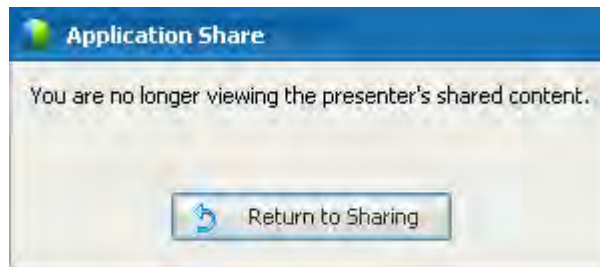 Application Share
You are no longer viewing the presenter's shared content.
Return to Sharing